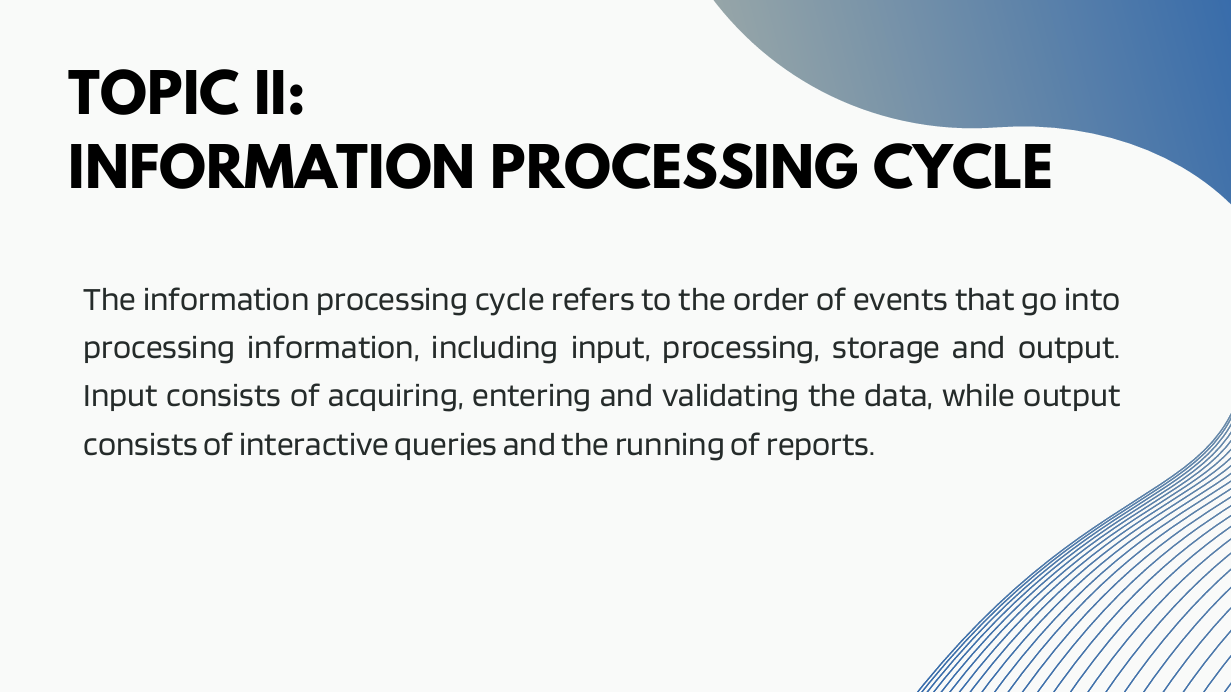 TOPIC II:
INFORMATION PROCESSING CYCLE
The information processing cycle refers to the order of events that go into
processing information, including input, processing, storage and output.
Input consists of acquiring, entering and validating the data, while output
consists of interactive queries and the running of reports.